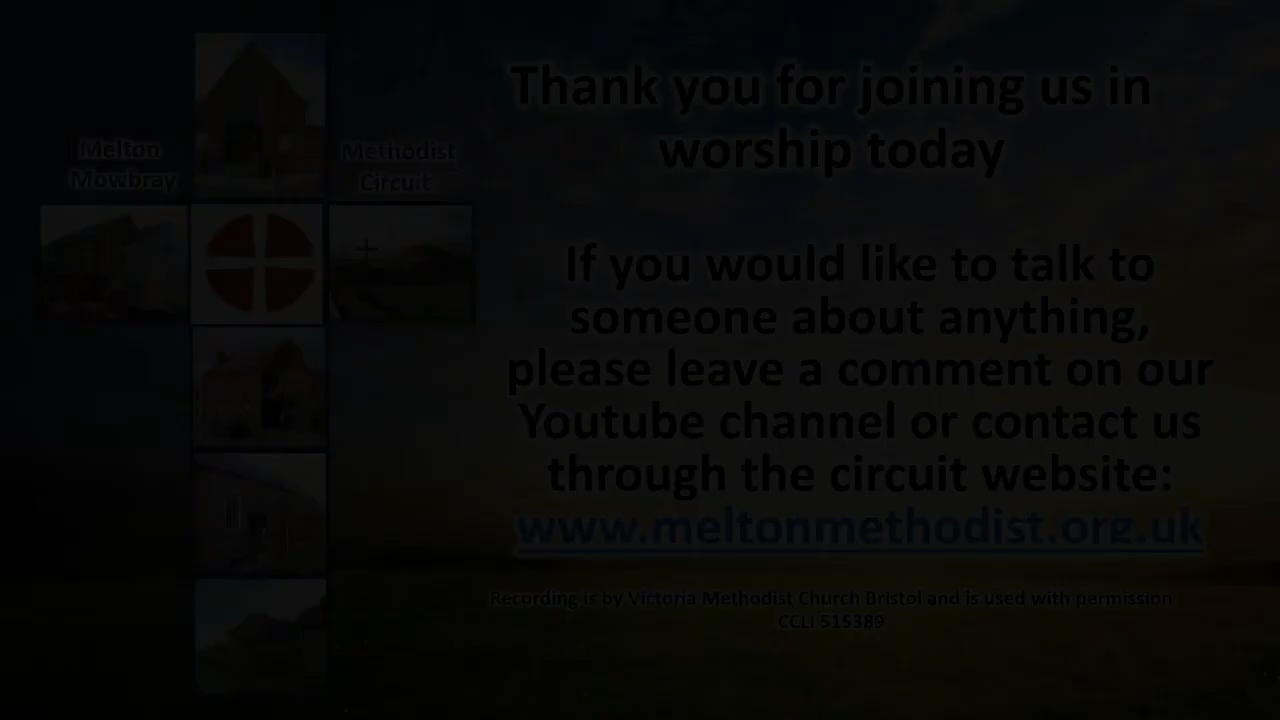 Melton
Mowbray
Methodist
Circuit
Thank you for joining us in
worship today
If you would like to talk to
someone about anything,
please leave a comment on our
Youtube channel or contact us
through the circuit website:
www.meltonmethodist.org.uk
Recording is by Victoria Methodist Church Bristol and is used with permission
CCLI 515389